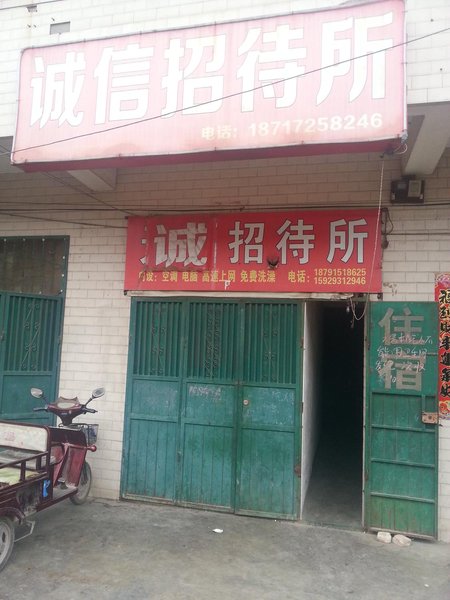 诚信招待所
电话：18717258246
诚 招待所
设：空调 电脑 高速上网 免费洗澡 电话：18791518625
15929312946
住宿